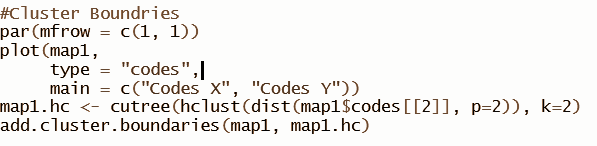 #Cluster Boundries
par(mfrow = c(1, 1))
plot(map1,
     type = "codes",
     main = c("Codes X", "Codes Y"))
map1.hc <- cutree(hclust(dist(map1$codes[[2]], p=2)), k=2)
add.cluster.boundaries(map1, map1.hc)